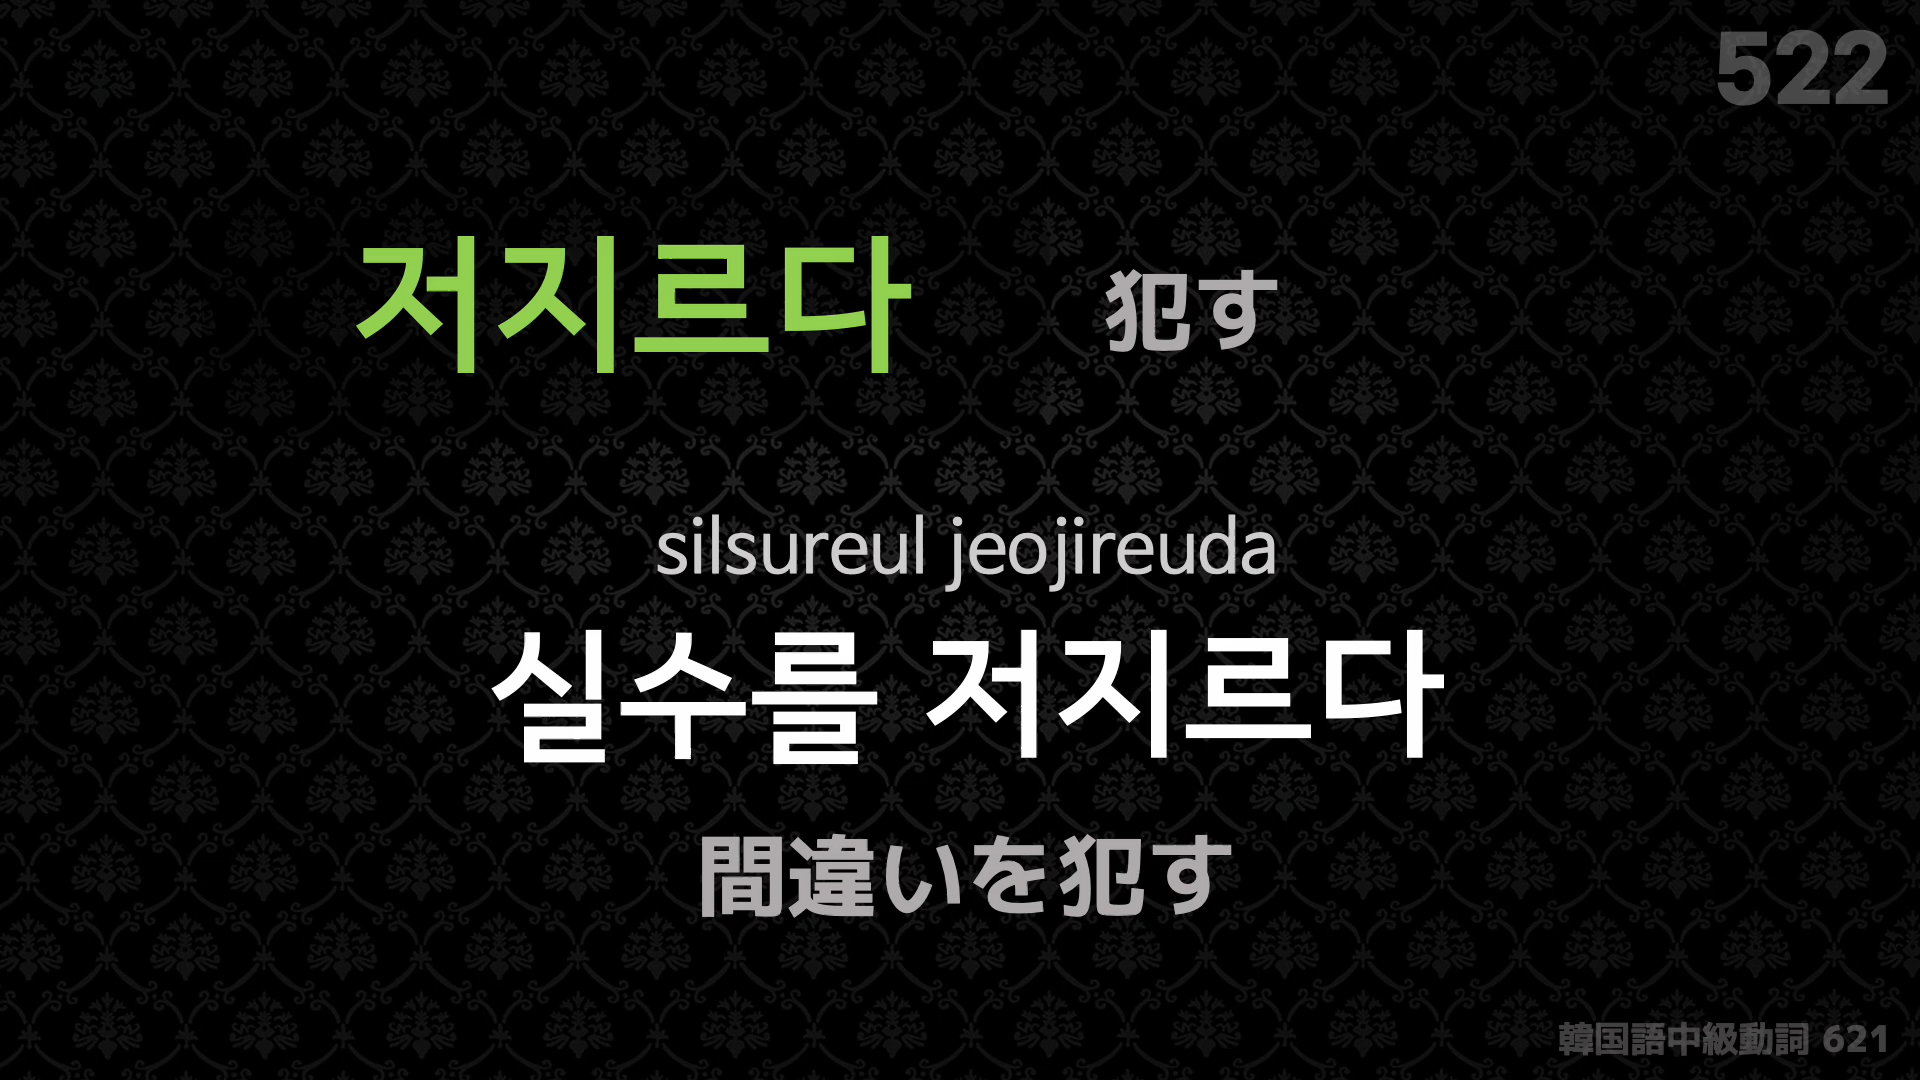 522
저지르다 犯す
silsureul jeojireuda
실수를 저지르다
間違いを犯す
韓国語中級動詞 621